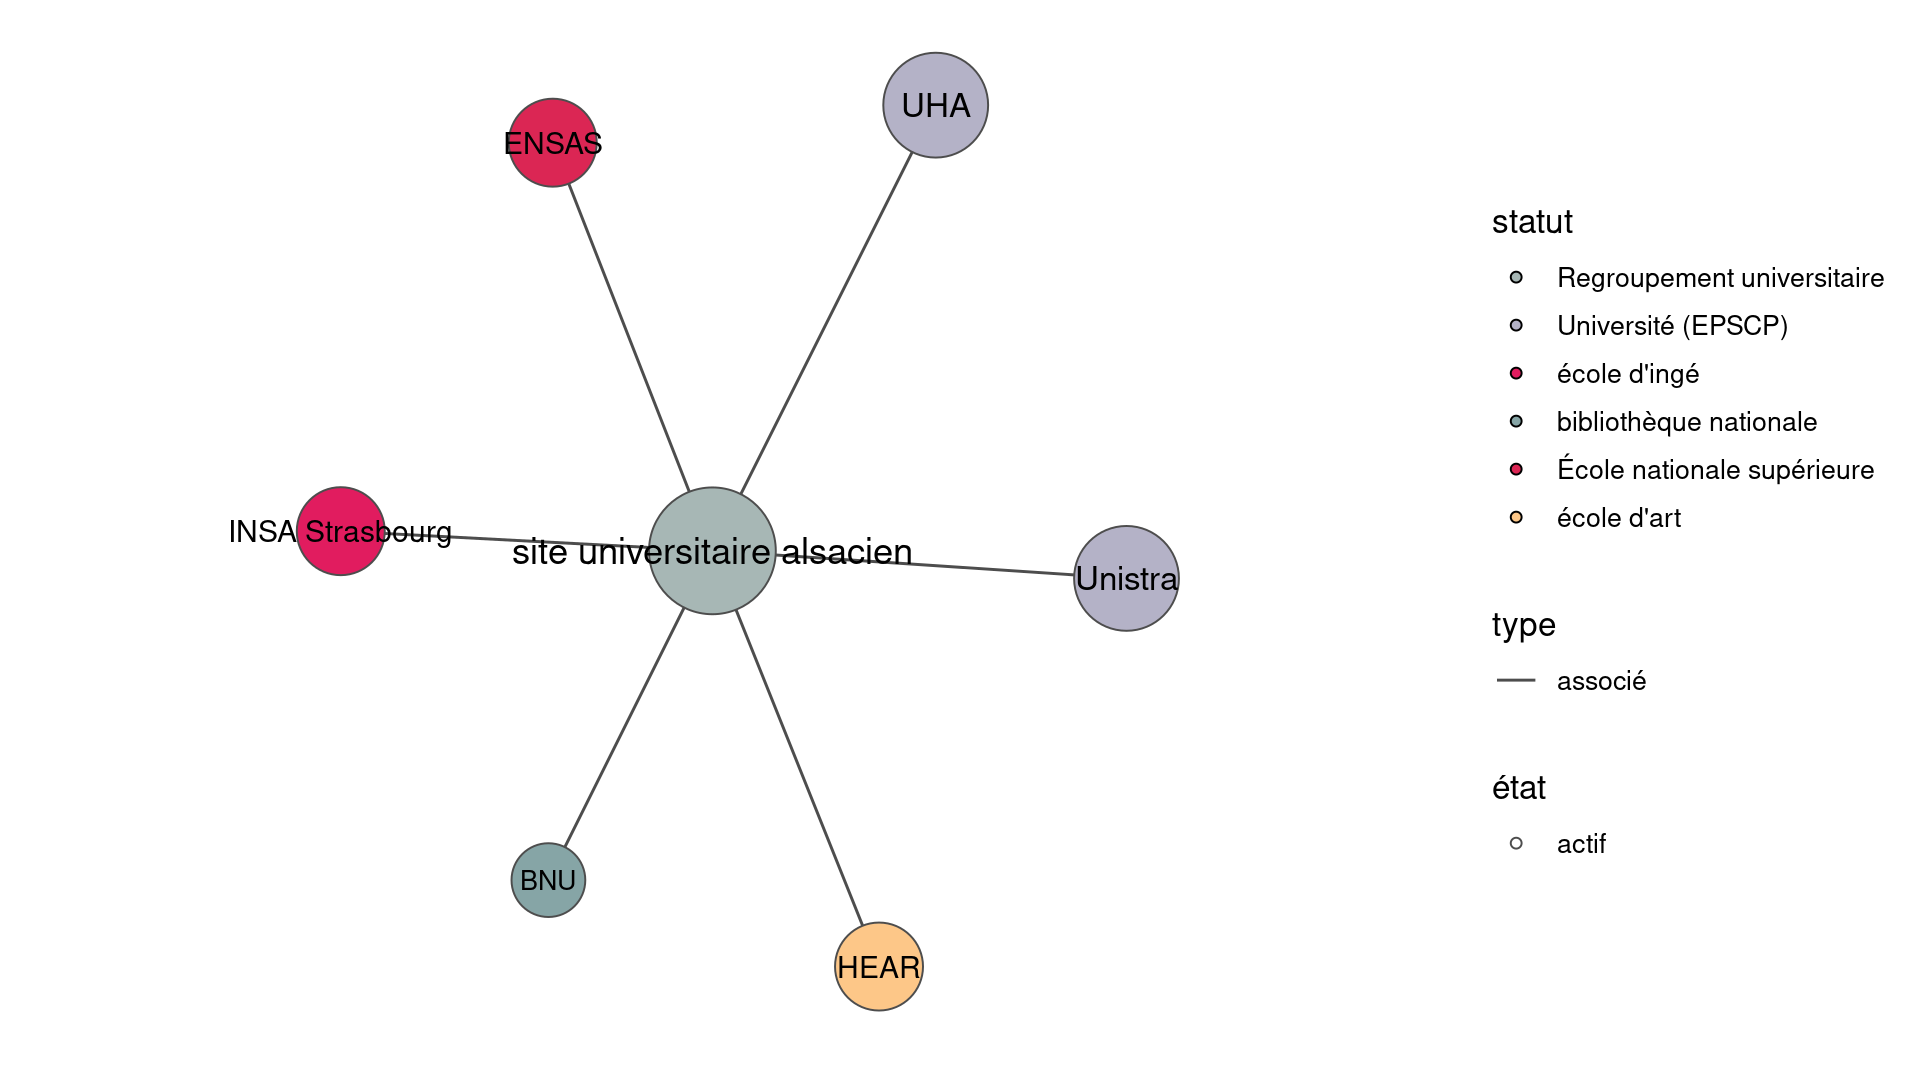 UHA
ENSAS
INSA Strasbourg
site universitaire alsacien
Unistra
BNU
HEAR
statut
Regroupement universitaire
Université (EPSCP)
école d'ingé
bibliothèque nationale
École nationale supérieure
école d'art
type
associé
état
actif